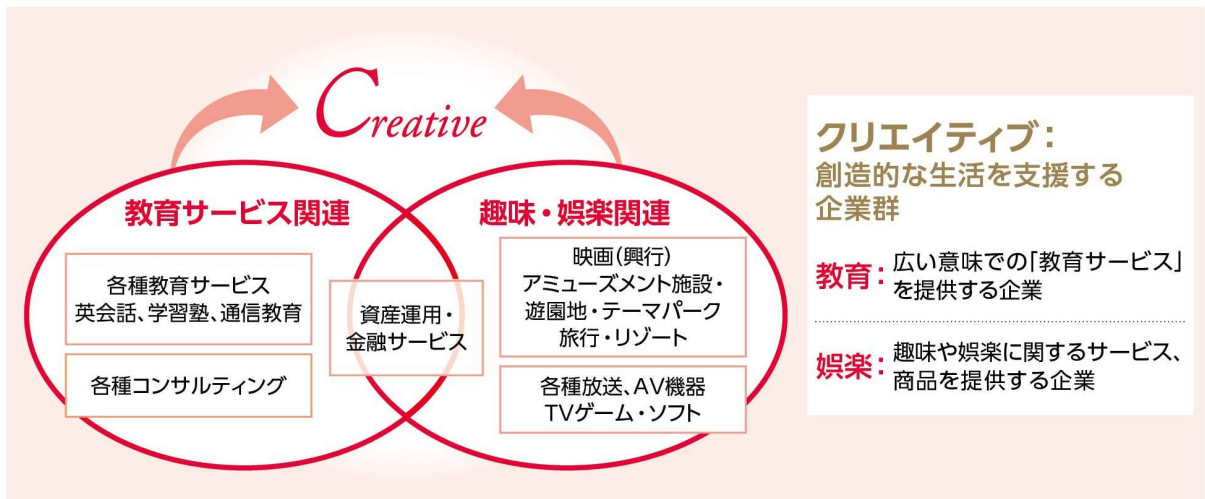 Creative
教育サービス関連
各種教育サービス
英会話、学習塾、通信教育
各種コンサルティング
資産運用・
金融サービス
趣味・娯楽関連
映画(興行)
アミューズメント施設・
遊園地・テーマパーク
旅行・リゾート
各種放送、AV機器
TVゲーム・ソフト
クリエイティブ:
創造的な生活を支援する
企業群
教育:広い意味での「教育サービス」
を提供する企業
娯楽:趣味や娯楽に関するサービス、
商品を提供する企業